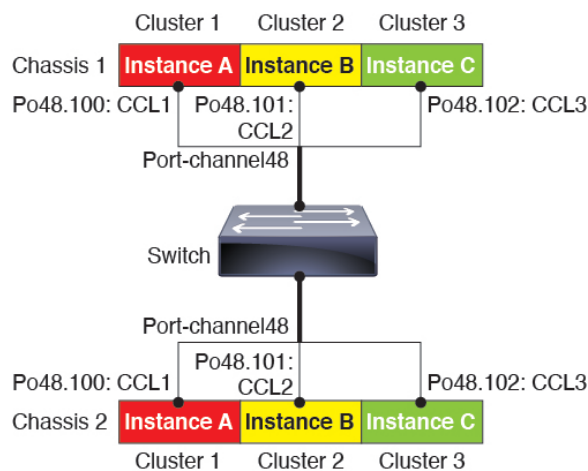 Cluster 1 Cluster 2 Cluster 3
Chassis 1 Instance A Instance B Instance C
Po48.100: CCL1 Po48.101: Po48.102: CCL3
CCL2
Port-channel48
Switch
Port-channel48
Po48.101:
Po48.100: CCL1 CCL2 Po48.102: CCL3
Chassis 2 Instance A Instance B Instance C
Cluster 1 Cluster 2 Cluster 3